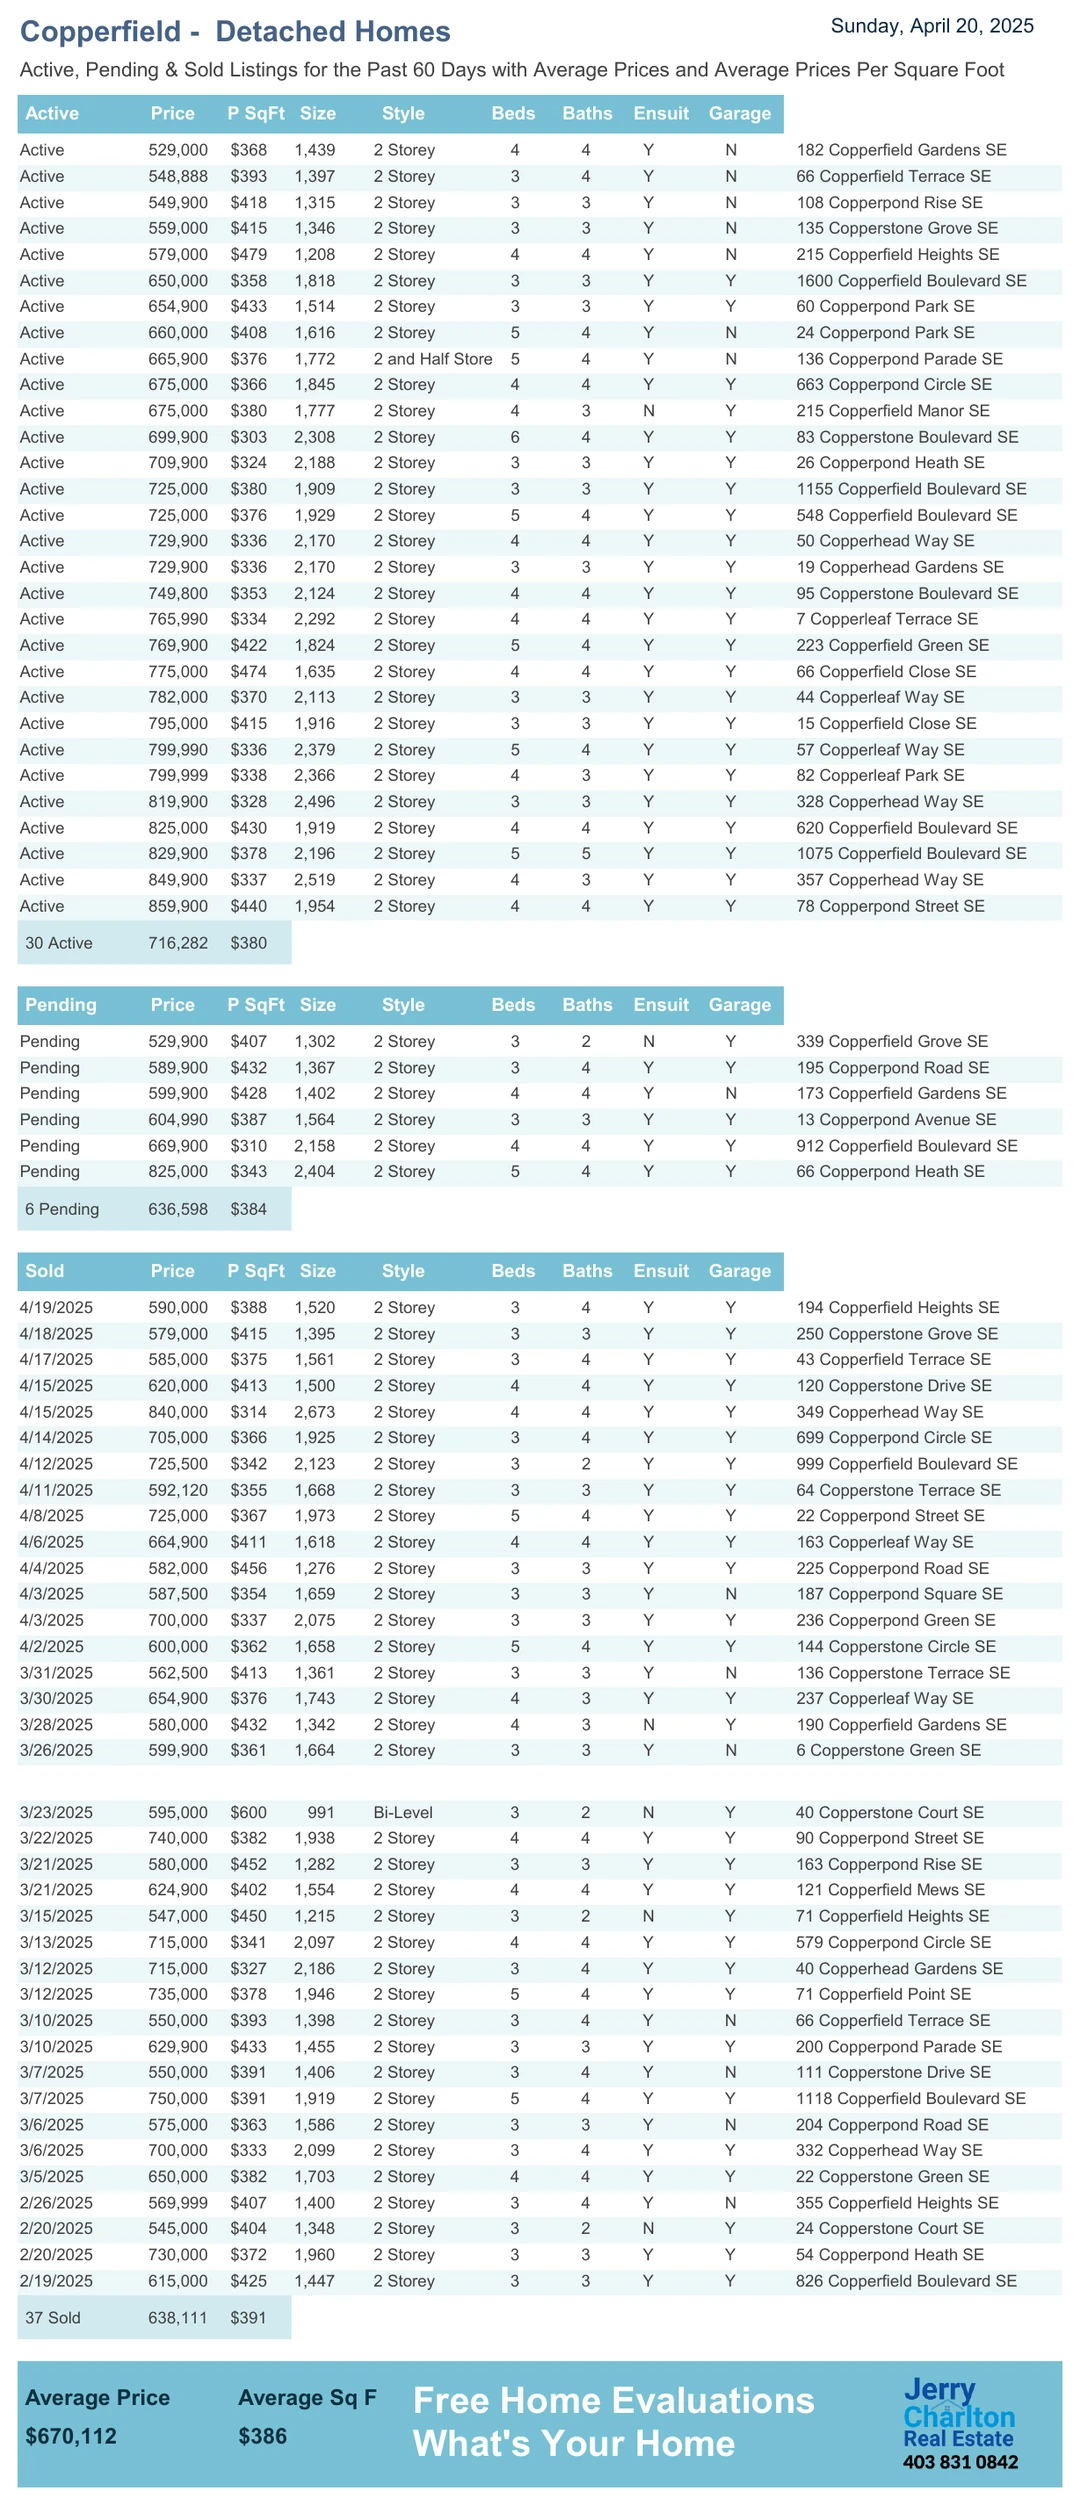 Copperfield - Detached Homes
Sunday, April 20, 2025
Active, Pending & Sold Listings for the Past 60 Days with Average Prices and Average Prices Per Square Foot
Active Price P SqFt Size Style Beds Baths Ensuit Garage
Active 529,000 $368 1,439 2 Storey 4 4 Y N 182 Copperfield Gardens SE
Active 548,888 $393 1,397 2 Storey 3 4 Y N 66 Copperfield Terrace SE
Active 549,900 $418 1,315 2 Storey 3 3 Y N 108 Copperpond Rise SE
Active 559,000 $415 1,346 2 Storey 3 3 Y N 135 Copperstone Grove SE
Active 579,000 $479 1,208 2 Storey 4 4 Y N 215 Copperfield Heights SE
Active 650,000 $358 1,818 2 Storey 3 3 Y Y 1600 Copperfield Boulevard SE
Active 654,900 $433 1,514 2 Storey 3 3 Y Y 60 Copperpond Park SE
Active 660,000 $408 1,616 2 Storey 5 4 Y N 24 Copperpond Park SE
Active 665,900 $376 1,772 2 and Half Store 5 4 Y N 136 Copperpond Parade SE
Active 675,000 $366 1,845 2 Storey 4 4 Y Y 663 Copperpond Circle SE
Active 675,000 $380 1,777 2 Storey 4 3 N Y 215 Copperfield Manor SE
Active 699,900 $303 2,308 2 Storey 6 4 Y Y 83 Copperstone Boulevard SE
Active 709,900 $324 2,188 2 Storey 3 3 Y Y 26 Copperpond Heath SE
Active 725,000 $380 1,909 2 Storey 3 3 Y Y 1155 Copperfield Boulevard SE
Active 725,000 $376 1,929 2 Storey 5 4 Y Y 548 Copperfield Boulevard SE
Active 729,900 $336 2,170 2 Storey 4 4 Y Y 50 Copperhead Way SE
Active 729,900 $336 2,170 2 Storey 3 3 Y Y 19 Copperhead Gardens SE
Active 749,800 $353 2,124 2 Storey 4 4 Y Y 95 Copperstone Boulevard SE
Active 765,990 $334 2,292 2 Storey 4 4 Y Y 7 Copperleaf Terrace SE
Active 769,900 $422 1,824 2 Storey 5 4 Y Y 223 Copperfield Green SE
Active 775,000 $474 1,635 2 Storey 4 4 Y Y 66 Copperfield Close SE
Active 782,000 $370 2,113 2 Storey 3 3 Y Y 44 Copperleaf Way SE
Active 795,000 $415 1,916 2 Storey 3 3 Y Y 15 Copperfield Close SE
Active 799,990 $336 2,379 2 Storey 5 4 Y Y 57 Copperleaf Way SE
Active 799,999 $338 2,366 2 Storey 4 3 Y Y 82 Copperleaf Park SE
Active 819,900 $328 2,496 2 Storey 3 3 Y Y 328 Copperhead Way SE
Active 825,000 $430 1,919 2 Storey 4 4 Y Y 620 Copperfield Boulevard SE
Active 829,900 $378 2,196 2 Storey 5 5 Y Y 1075 Copperfield Boulevard SE
Active 849,900 $337 2,519 2 Storey 4 3 Y Y 357 Copperhead Way SE
Active 859,900 $440 1,954 2 Storey 4 4 Y Y 78 Copperpond Street SE
30 Active 716,282 $380
Pending Price P SqFt Size Style Beds Baths Ensuit Garage
Pending 529,900 $407 1,302 2 Storey 3 2 N Y 339 Copperfield Grove SE
Pending 589,900 $432 1,367 2 Storey 3 4 Y Y 195 Copperpond Road SE
Pending 599,900 $428 1,402 2 Storey 4 4 Y N 173 Copperfield Gardens SE
Pending 604,990 $387 1,564 2 Storey 3 3 Y Y 13 Copperpond Avenue SE
Pending 669,900 $310 2,158 2 Storey 4 4 Y Y 912 Copperfield Boulevard SE
Pending 825,000 $343 2,404 2 Storey 5 4 Y Y 66 Copperpond Heath SE
6 Pending 636,598 $384
Sold Price P SqFt Size Style Beds Baths Ensuit Garage
4/19/2025 590,000 $388 1,520 2 Storey 3 4 Y Y 194 Copperfield Heights SE
4/18/2025 579,000 $415 1,395 2 Storey 3 3 Y Y 250 Copperstone Grove SE
4/17/2025 585,000 $375 1,561 2 Storey 3 4 Y Y 43 Copperfield Terrace SE
4/15/2025 620,000 $413 1,500 2 Storey 4 4 Y Y 120 Copperstone Drive SE
4/15/2025 840,000 $314 2,673 2 Storey 4 4 Y Y 349 Copperhead Way SE
4/14/2025 705,000 $366 1,925 2 Storey 3 4 Y Y 699 Copperpond Circle SE
4/12/2025 725,500 $342 2,123 2 Storey 3 2 Y Y 999 Copperfield Boulevard SE
4/11/2025 592,120 $355 1,668 2 Storey 3 3 Y Y 64 Copperstone Terrace SE
4/8/2025 725,000 $367 1,973 2 Storey 5 4 Y Y 22 Copperpond Street SE
4/6/2025 664,900 $411 1,618 2 Storey 4 4 Y Y 163 Copperleaf Way SE
4/4/2025 582,000 $456 1,276 2 Storey 3 3 Y Y 225 Copperpond Road SE
4/3/2025 587,500 $354 1,659 2 Storey 3 3 Y N 187 Copperpond Square SE
4/3/2025 700,000 $337 2,075 2 Storey 3 3 Y Y 236 Copperpond Green SE
4/2/2025 600,000 $362 1,658 2 Storey 5 4 Y Y 144 Copperstone Circle SE
3/31/2025 562,500 $413 1,361 2 Storey 3 3 Y N 136 Copperstone Terrace SE
3/30/2025 654,900 $376 1,743 2 Storey 4 3 Y Y 237 Copperleaf Way SE
3/28/2025 580,000 $432 1,342 2 Storey 4 3 N Y 190 Copperfield Gardens SE
3/26/2025 599,900 $361 1,664 2 Storey 3 3 Y N 6 Copperstone Green SE
3/23/2025 595,000 $600 991 Bi-Level 3 2 N Y 40 Copperstone Court SE
3/22/2025 740,000 $382 1,938 2 Storey 4 4 Y Y 90 Copperpond Street SE
3/21/2025 580,000 $452 1,282 2 Storey 3 3 Y Y 163 Copperpond Rise SE
3/21/2025 624,900 $402 1,554 2 Storey 4 4 Y Y 121 Copperfield Mews SE
3/15/2025 547,000 $450 1,215 2 Storey 3 2 N Y 71 Copperfield Heights SE
3/13/2025 715,000 $341 2,097 2 Storey 4 4 Y Y 579 Copperpond Circle SE
3/12/2025 715,000 $327 2,186 2 Storey 3 4 Y Y 40 Copperhead Gardens SE
3/12/2025 735,000 $378 1,946 2 Storey 5 4 Y Y 71 Copperfield Point SE
3/10/2025 550,000 $393 1,398 2 Storey 3 4 Y N 66 Copperfield Terrace SE
3/10/2025 629,900 $433 1,455 2 Storey 3 3 Y Y 200 Copperpond Parade SE
3/7/2025 550,000 $391 1,406 2 Storey 3 4 Y N 111 Copperstone Drive SE
3/7/2025 750,000 $391 1,919 2 Storey 5 4 Y Y 1118 Copperfield Boulevard SE
3/6/2025 575,000 $363 1,586 2 Storey 3 3 Y N 204 Copperpond Road SE
3/6/2025 700,000 $333 2,099 2 Storey 3 4 Y Y 332 Copperhead Way SE
3/5/2025 650,000 $382 1,703 2 Storey 4 4 Y Y 22 Copperstone Green SE
2/26/2025 569,999 $407 1,400 2 Storey 3 4 Y N 355 Copperfield Heights SE
2/20/2025 545,000 $404 1,348 2 Storey 3 2 N Y 24 Copperstone Court SE
2/20/2025 730,000 $372 1,960 2 Storey 3 3 Y Y 54 Copperpond Heath SE
2/19/2025 615,000 $425 1,447 2 Storey 3 3 Y Y 826 Copperfield Boulevard SE
37 Sold 638,111 $391
Average Price Average Sq F
$670,112 $386
Free Home Evaluations
What's Your Home
Jerry
Charlton
Real Estate
403 831 0842